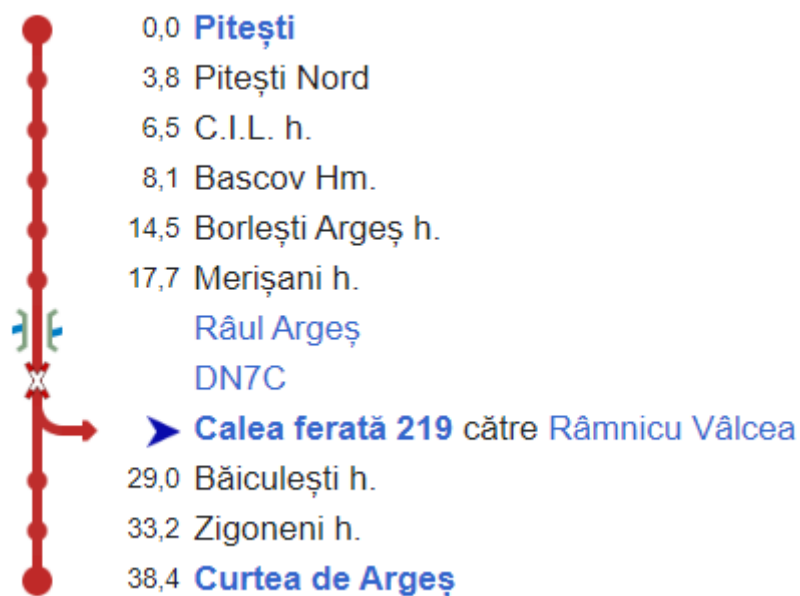 0,0 Pitești
3,8 Pitești Nord
6,5 C.I.L. h.
8,1 Bascov Hm.
14,5 Borlești Argeș h.
17,7 Merișani h.
Râul Argeș
DN7C
Calea ferată 219 către Râmnicu Vâlcea
29,0 Băiculești h.
33,2 Zigoneni h.
38,4 Curtea de Argeș